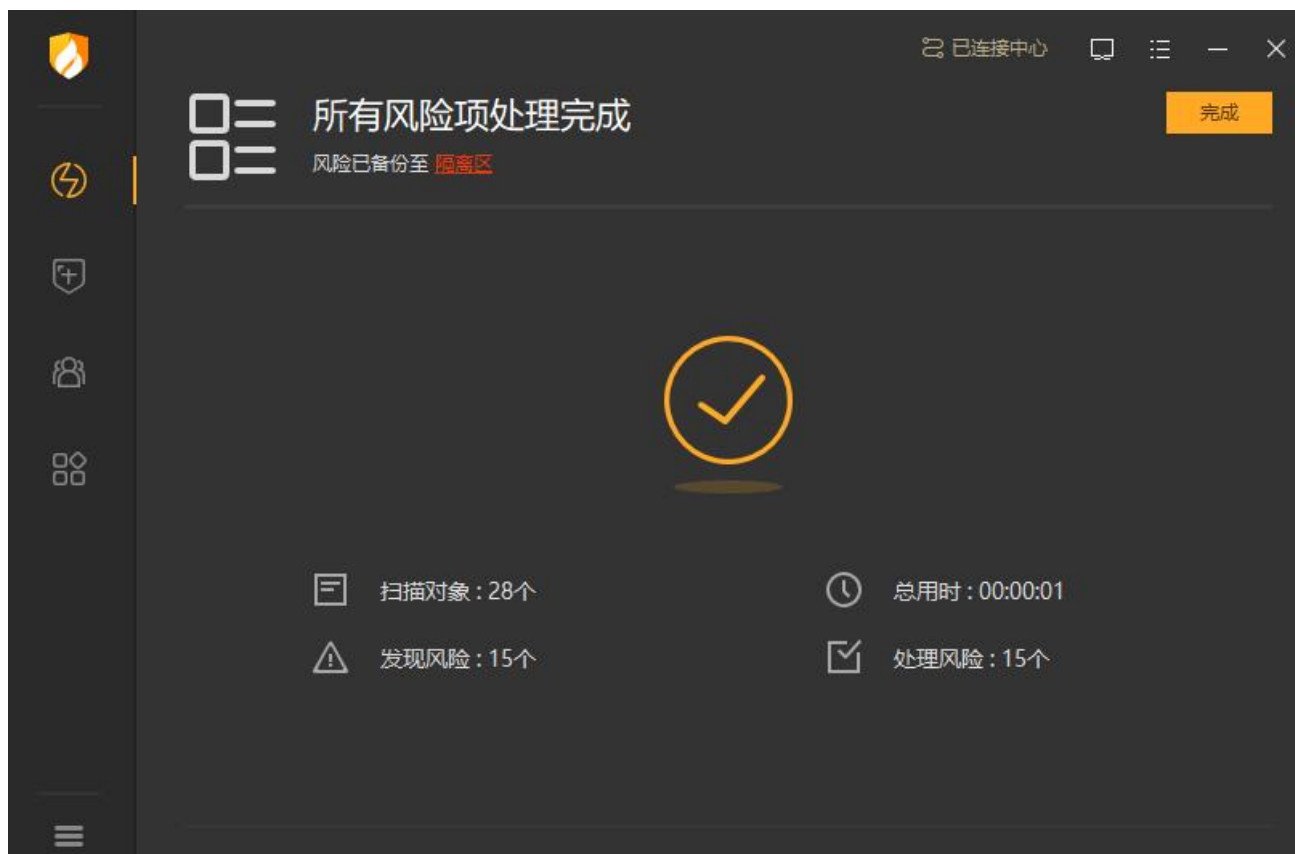 已连接中心
所有风险项处理完成
完成
风险已备份至 隔离区
扫描对象 : 28个
总用时 : 00:00:01
发现风险 : 15个
处理风险 : 15个